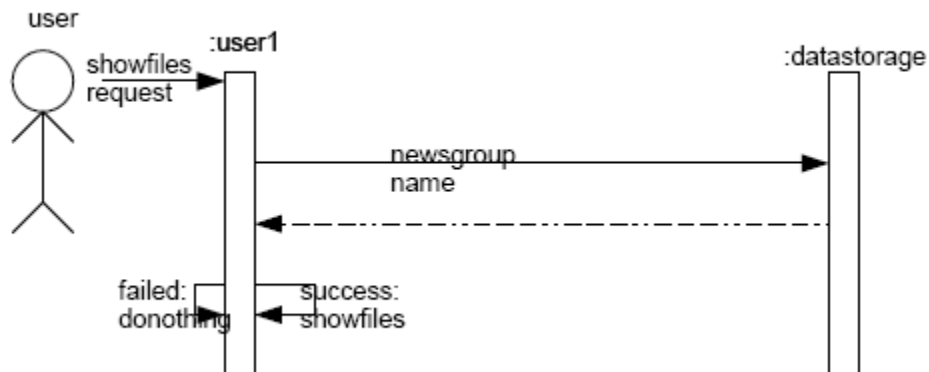 user
:user1
:datastorage
showfiles
request
newsgroup
name
failed:
donothing
success:
showfiles